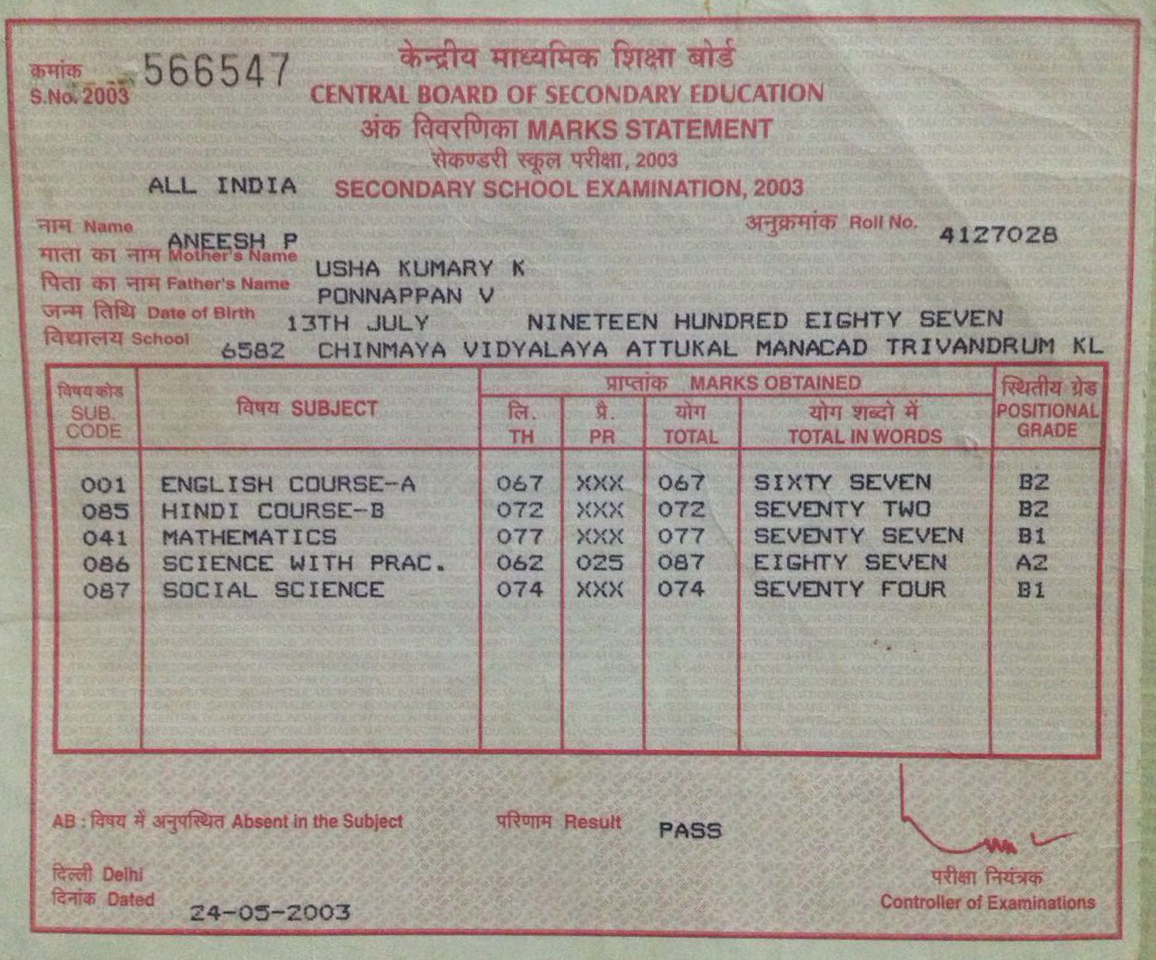 क्रमांक
S.No. 2003 566547
केन्द्रीय माध्यमिक शिक्षा बोर्ड
CENTRAL BOARD OF SECONDARY EDUCATION
अंक विवरणिका MARKS STATEMENT
सेकण्डरी स्कूल परीक्षा, 2003
ALL INDIA SECONDARY SCHOOL EXAMINATION, 2003
नाम Name ANEESH P अनुक्रमांक Roll No. 4127028
माता का नाम Mother's Name USHA KUMARY K
पिता का नाम Father's Name PONNAPPAN V
जन्म तिथि Date of Birth 13TH JULY NINETEEN HUNDRED EIGHTY SEVEN
विद्यालय School 6582 CHINMAYA VIDYALAYA ATTUKAL MANACAD TRIVANDRUM KL
विषय कोड SUB. CODE विषय SUBJECT प्राप्तांक MARKS OBTAINED स्थितीय ग्रेड POSITIONAL GRADE
लि. TH प्रै. PR योग TOTAL योग शब्दो में TOTAL IN WORDS
001 ENGLISH COURSE-A 067 XXX 067 SIXTY SEVEN B2
085 HINDI COURSE-B 072 XXX 072 SEVENTY TWO B2
041 MATHEMATICS 077 XXX 077 SEVENTY SEVEN B1
086 SCIENCE WITH PRAC. 062 025 087 EIGHTY SEVEN A2
087 SOCIAL SCIENCE 074 XXX 074 SEVENTY FOUR B1
AB : विषय में अनुपस्थित Absent in the Subject परिणाम Result PASS
दिल्ली Delhi
दिनांक Dated 24-05-2003
परीक्षा नियंत्रक
Controller of Examinations